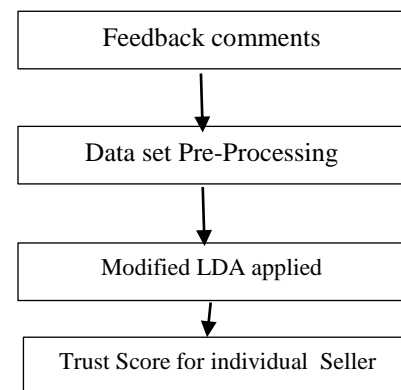 Feedback comments
Data set Pre-Processing
Modified LDA applied
Trust Score for individual Seller